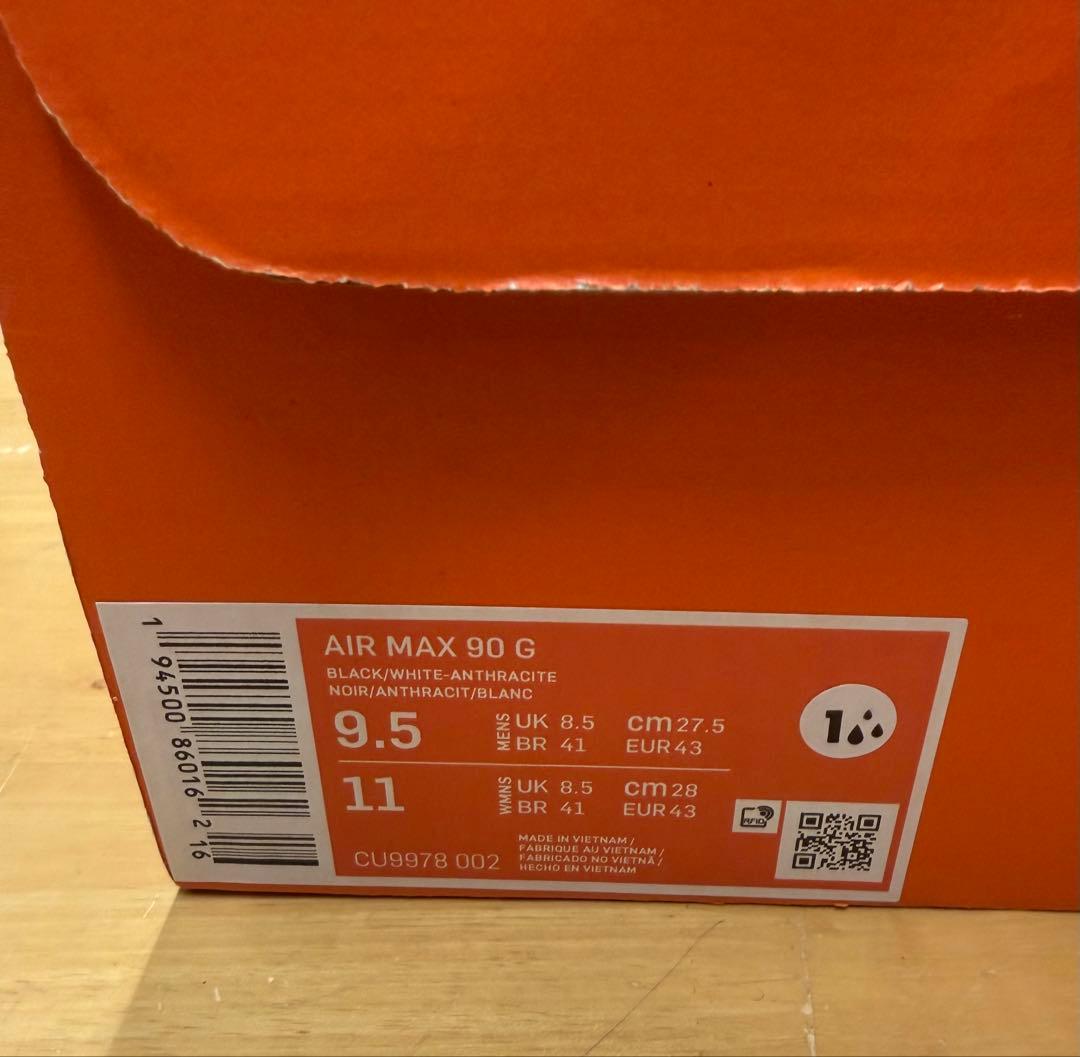 1 94500 86016 2 16
AIR MAX 90 G
BLACK/WHITE-ANTHRACITE
NOIR/ANTHRACIT/BLANC
9.5 MENS UK 8.5 cm 27.5
BR 41 EUR 43
11 WMNS UK 8.5 cm 28
BR 41 EUR 43
1
RFID
CU9978 002
MADE IN VIETNAM /
FABRIQUE AU VIETNAM /
FABRICADO NO VIETNÃ /
HECHO EN VIETNAM